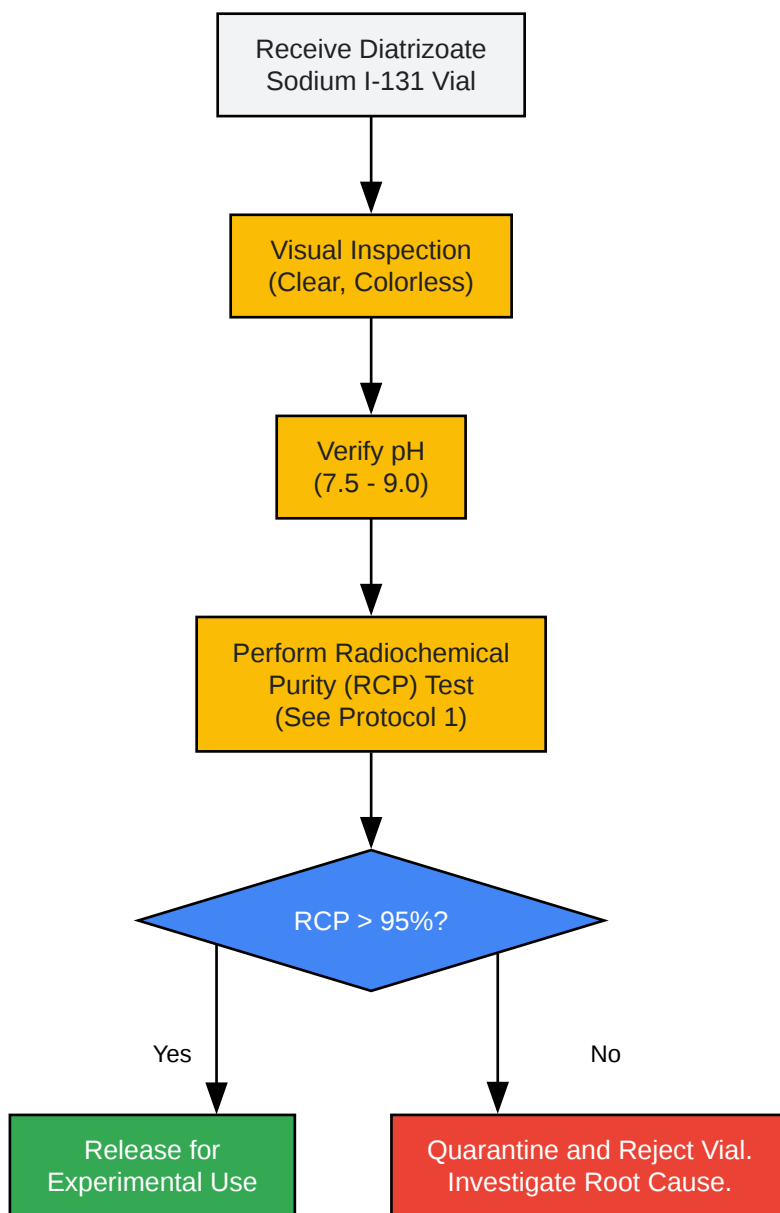 Receive Diatrizoate
Sodium I-131 Vial
Visual Inspection
(Clear, Colorless)
Verify pH
(7.5 - 9.0)
Perform Radiochemical
Purity (RCP) Test
(See Protocol 1)
RCP > 95%?
Yes
No
Release for
Experimental Use
Quarantine and Reject Vial.
Investigate Root Cause.